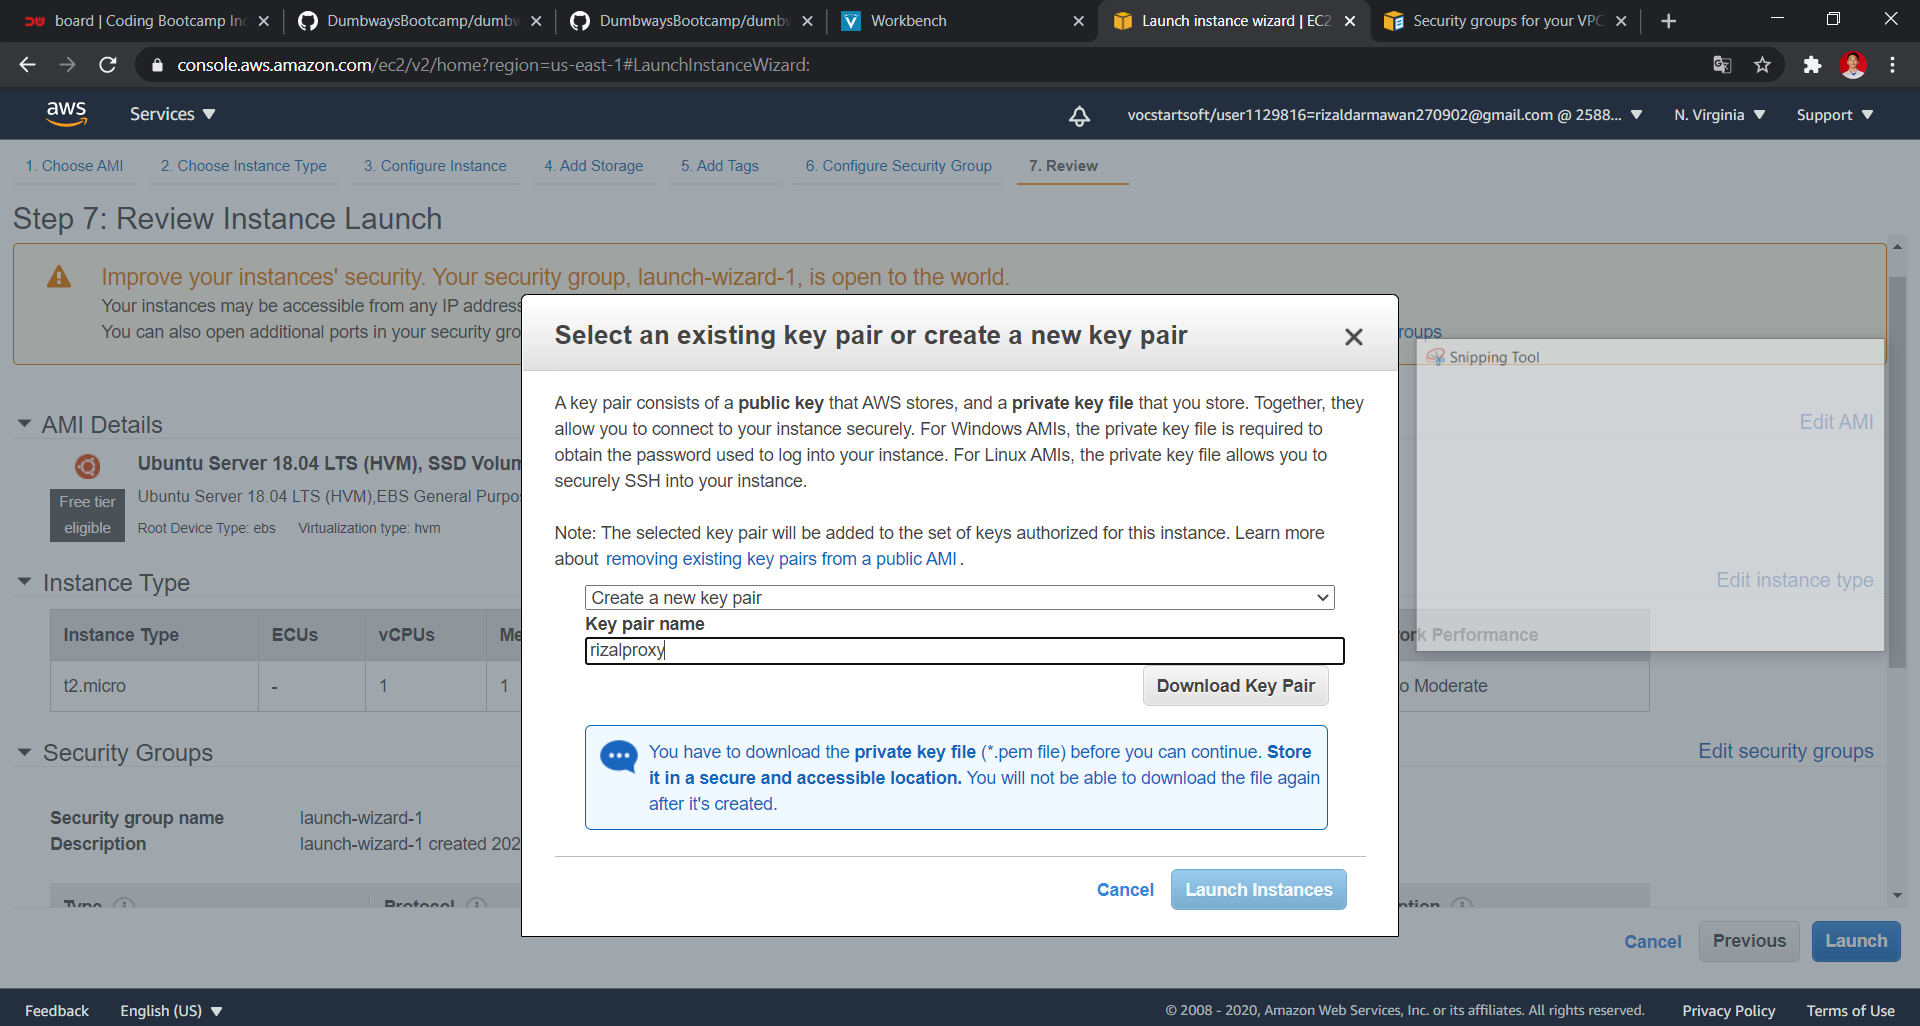 board | Coding Bootcamp In
DumbwaysBootcamp/dumbw
DumbwaysBootcamp/dumbw
Workbench
Launch instance wizard | EC2
Security groups for your VPC
console.aws.amazon.com/ec2/v2/home?region=us-east-1#LaunchInstanceWizard:
aws
Services
vocstartsoft/user1129816=rizaldarmawan270902@gmail.com @ 2588...
N. Virginia
Support
1. Choose AMI
2. Choose Instance Type
3. Configure Instance
4. Add Storage
5. Add Tags
6. Configure Security Group
7. Review
Step 7: Review Instance Launch
Improve your instances' security. Your security group, launch-wizard-1, is open to the world.
Your instances may be accessible from any IP address
You can also open additional ports in your security gro
roups
Select an existing key pair or create a new key pair
A key pair consists of a public key that AWS stores, and a private key file that you store. Together, they
allow you to connect to your instance securely. For Windows AMIs, the private key file is required to
obtain the password used to log into your instance. For Linux AMIs, the private key file allows you to
securely SSH into your instance.
Note: The selected key pair will be added to the set of keys authorized for this instance. Learn more
about removing existing key pairs from a public AMI .
Create a new key pair
Key pair name
rizalproxy
Download Key Pair
You have to download the private key file (*.pem file) before you can continue. Store
it in a secure and accessible location. You will not be able to download the file again
after it's created.
Cancel
Launch Instances
Snipping Tool
AMI Details
Edit AMI
Ubuntu Server 18.04 LTS (HVM), SSD Volum
Free tier
eligible
Ubuntu Server 18.04 LTS (HVM),EBS General Purpo
Root Device Type: ebs
Virtualization type: hvm
Instance Type
Edit instance type
Instance Type
ECUs
vCPUs
Me
ork Performance
t2.micro
-
1
1
o Moderate
Security Groups
Edit security groups
Security group name
launch-wizard-1
Description
launch-wizard-1 created 202
Type
Protocol
ption
Cancel
Previous
Launch
Feedback
English (US)
© 2008 - 2020, Amazon Web Services, Inc. or its affiliates. All rights reserved.
Privacy Policy
Terms of Use